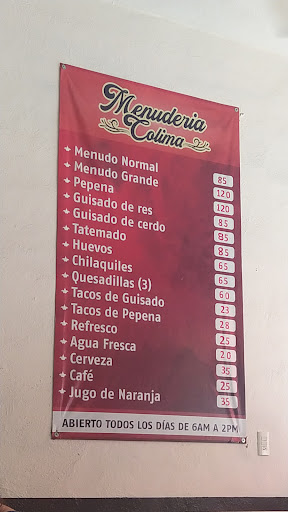 Menudería
Colima
Menudo Normal 85
Menudo Grande 120
Pepena 120
Guisado de res 85
Guisado de cerdo 85
Tatemado 85
Huevos 65
Chilaquiles 65
Quesadillas (3) 60
Tacos de Guisado 23
Tacos de Pepena 28
Refresco 25
Agua Fresca 20
Cerveza 35
Café 25
Jugo de Naranja 35
ABIERTO TODOS LOS DÍAS DE 6AM A 2PM